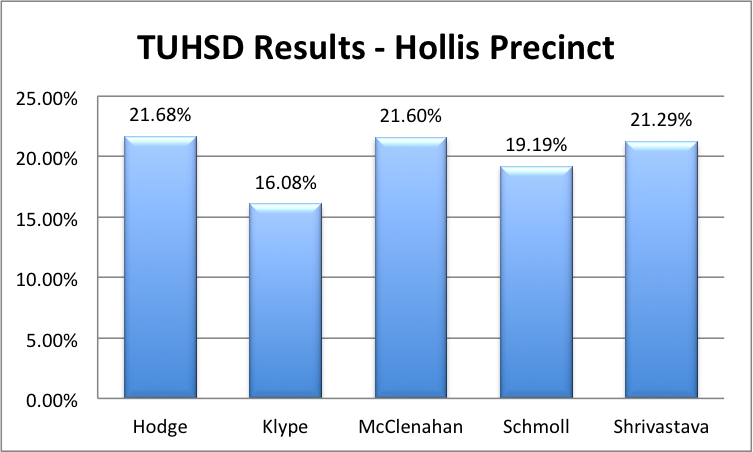 TUHSD Results - Hollis Precinct
25.00%
20.00%
15.00%
10.00%
5.00%
0.00%
21.68%
16.08%
21.60%
19.19%
21.29%
Hodge
Klype
McClenahan
Schmoll
Shrivastava